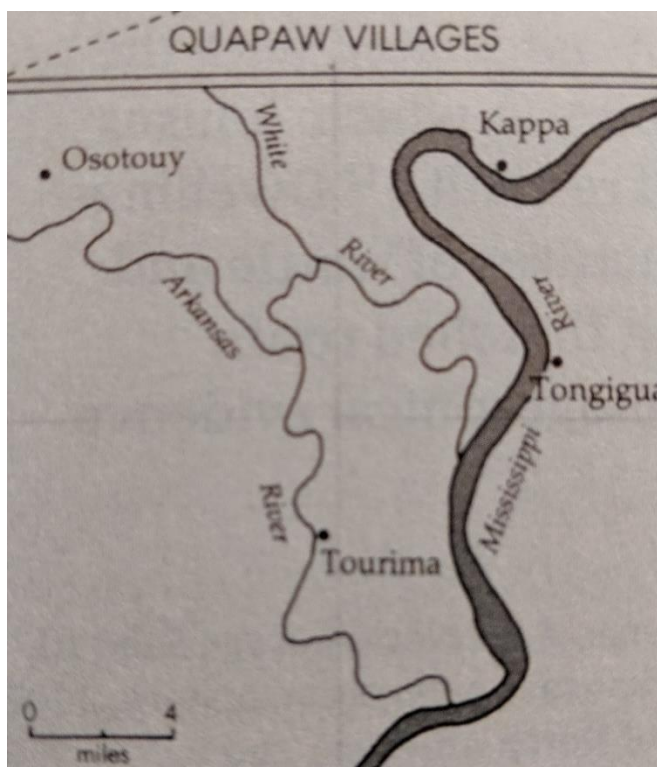 QUAPAW VILLAGES
White
Kappa
Osotouy
River
River
Arkansas
Tongigua
Mississippi
River
Tourima
0 4
miles